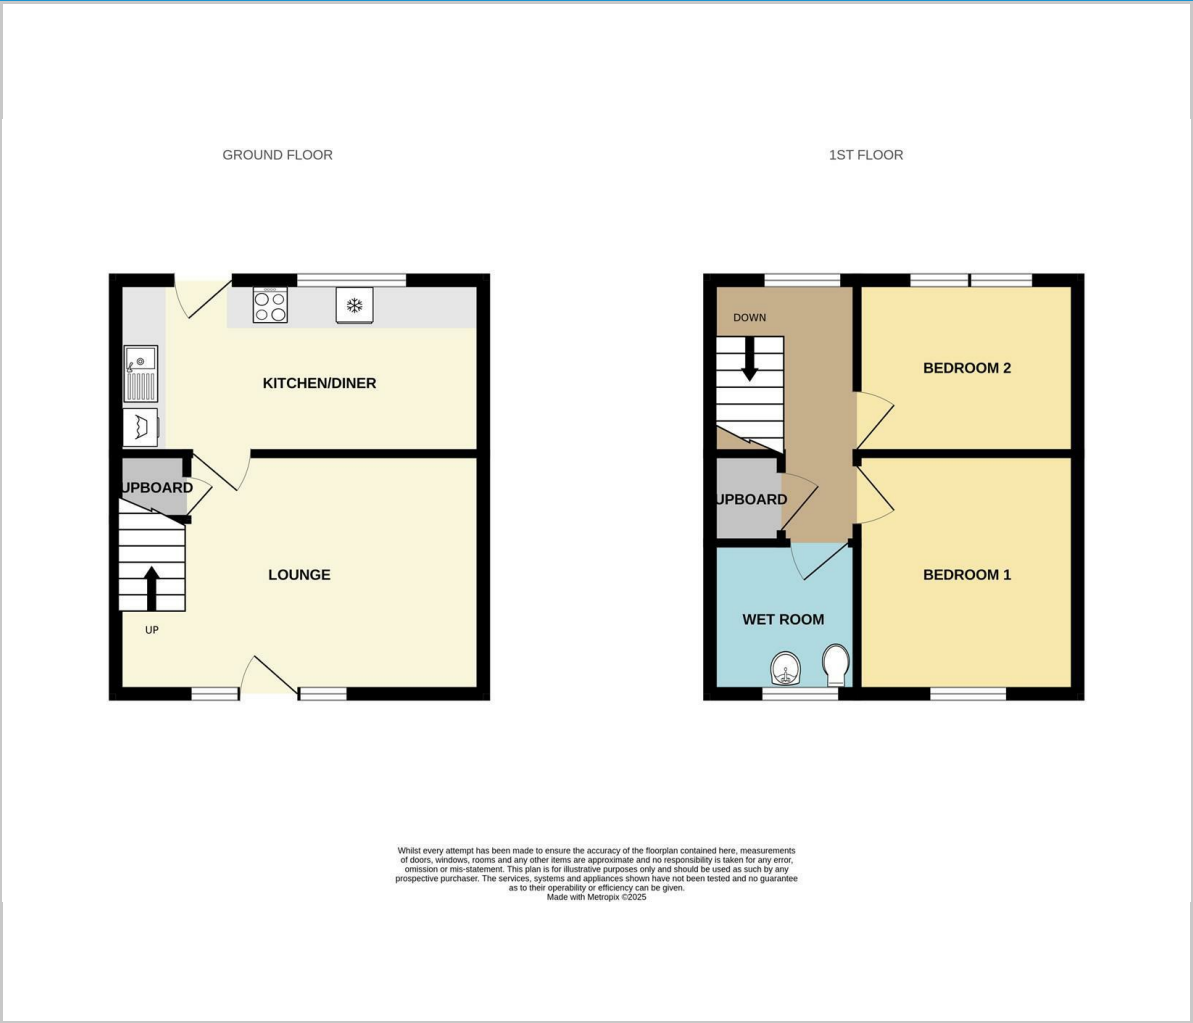 GROUND FLOOR
1ST FLOOR
KITCHEN/DINER
UPBOARD
LOUNGE
UP
DOWN
BEDROOM 2
UPBOARD
BEDROOM 1
WET ROOM
Whilst every attempt has been made to ensure the accuracy of the floorplan contained here, measurements
of doors, windows, rooms and any other items are approximate and no responsibility is taken for any error,
omission or mis-statement. This plan is for illustrative purposes only and should be used as such by any
prospective purchaser. The services, systems and appliances shown have not been tested and no guarantee
as to their operability or efficiency can be given.
Made with Metropix ©2025